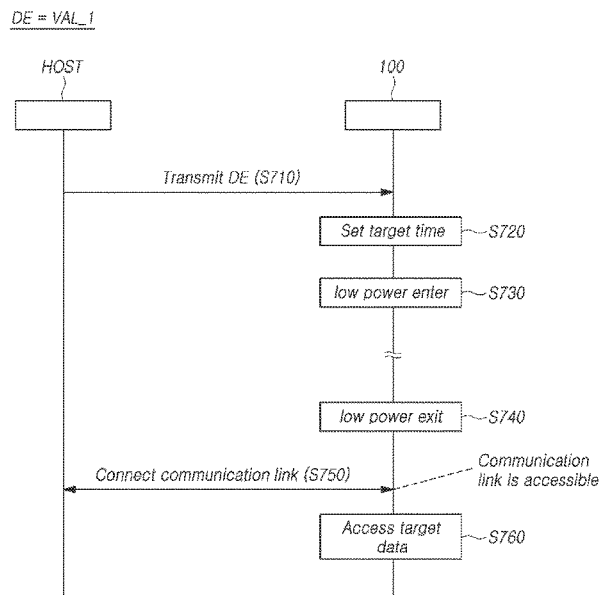 DE = VAL_1
HOST
100
Transmit DE (S710)
Set target time
S720
low power enter
S730
low power exit
S740
Connect communication link (S750)
Communication
link is accessible
Access target
data
S760